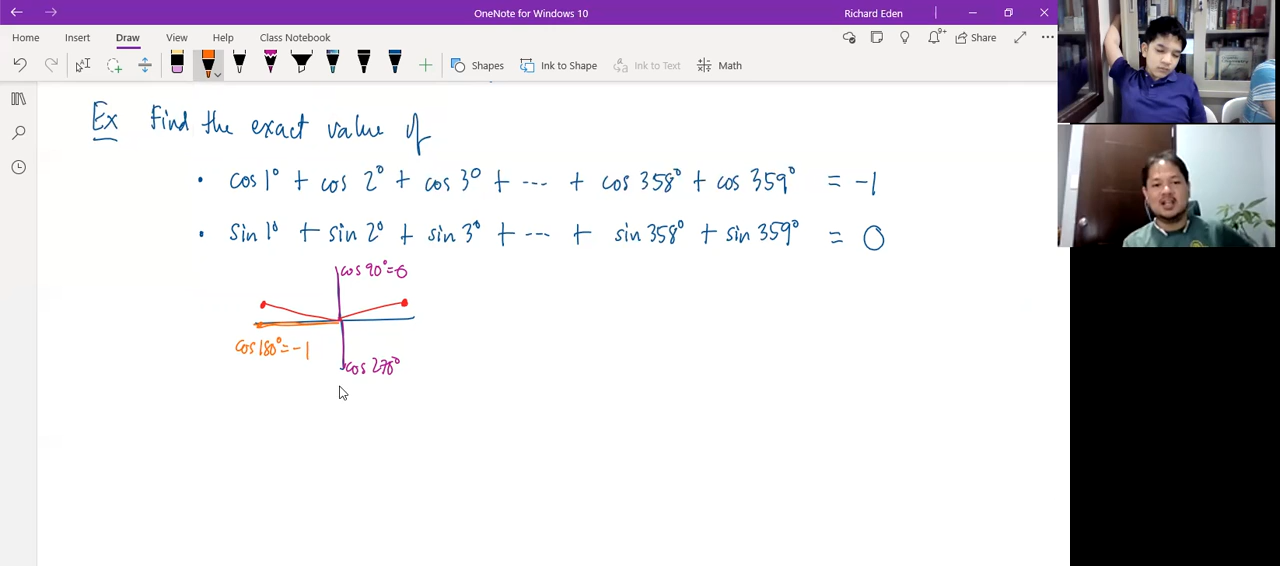 OneNote for Windows 10
Richard Eden
Home Insert Draw View Help Class Notebook
Share
Shapes Ink to Shape Ink to Text Math
Ex Find the exact value of
• cos 1° + cos 2° + cos 3° + ... + cos 358° + cos 359° = -1
• sin 1° + sin 2° + sin 3° + ... + sin 358° + sin 359° = 0
cos 90° = 0
cos 180° = -1
cos 270°